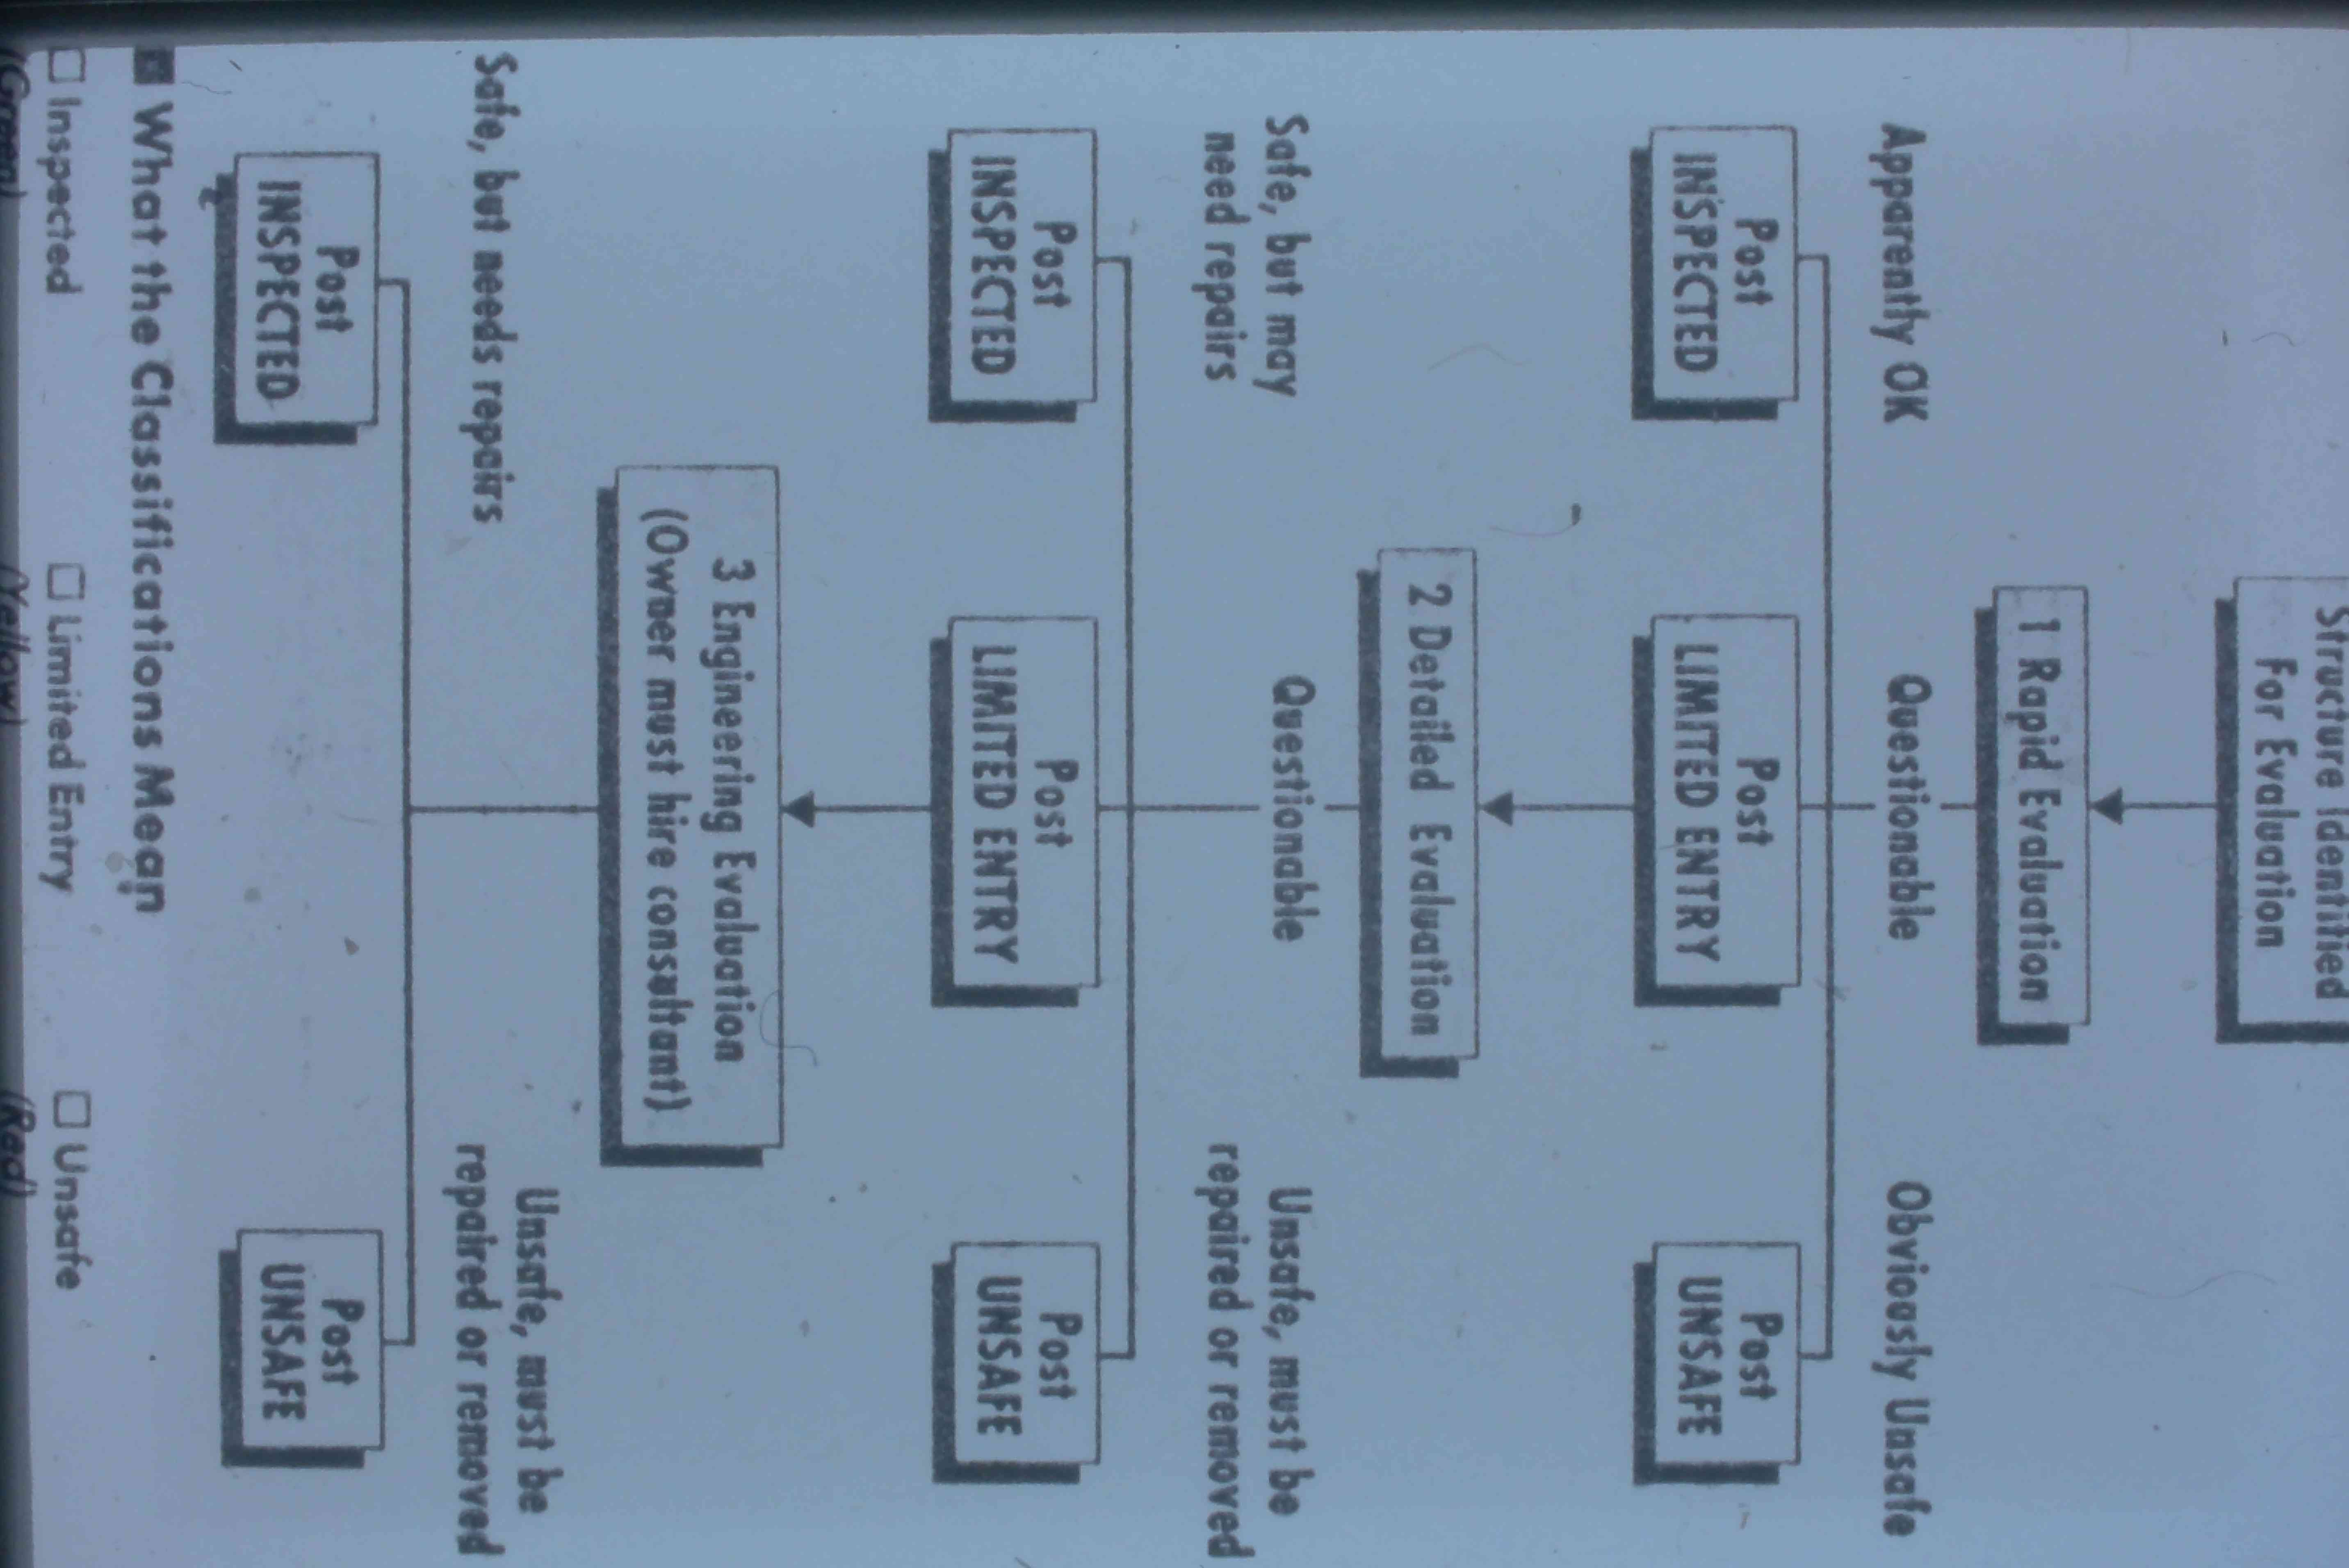 Structure Identified
For Evaluation
1 Rapid Evaluation
Apparently OK
Questionable
Obviously Unsafe
Post
INSPECTED
Post
LIMITED ENTRY
Post
UNSAFE
2 Detailed Evaluation
Safe, but may
need repairs
Questionable
Unsafe, must be
repaired or removed
Post
INSPECTED
Post
LIMITED ENTRY
Post
UNSAFE
3 Engineering Evaluation
(Owner must hire consultant)
Safe, but needs repairs
Unsafe, must be
repaired or removed
Post
INSPECTED
Post
UNSAFE
What the Classifications Mean
Inspected
Limited Entry
Unsafe
(Green)
(Yellow)
(Red)